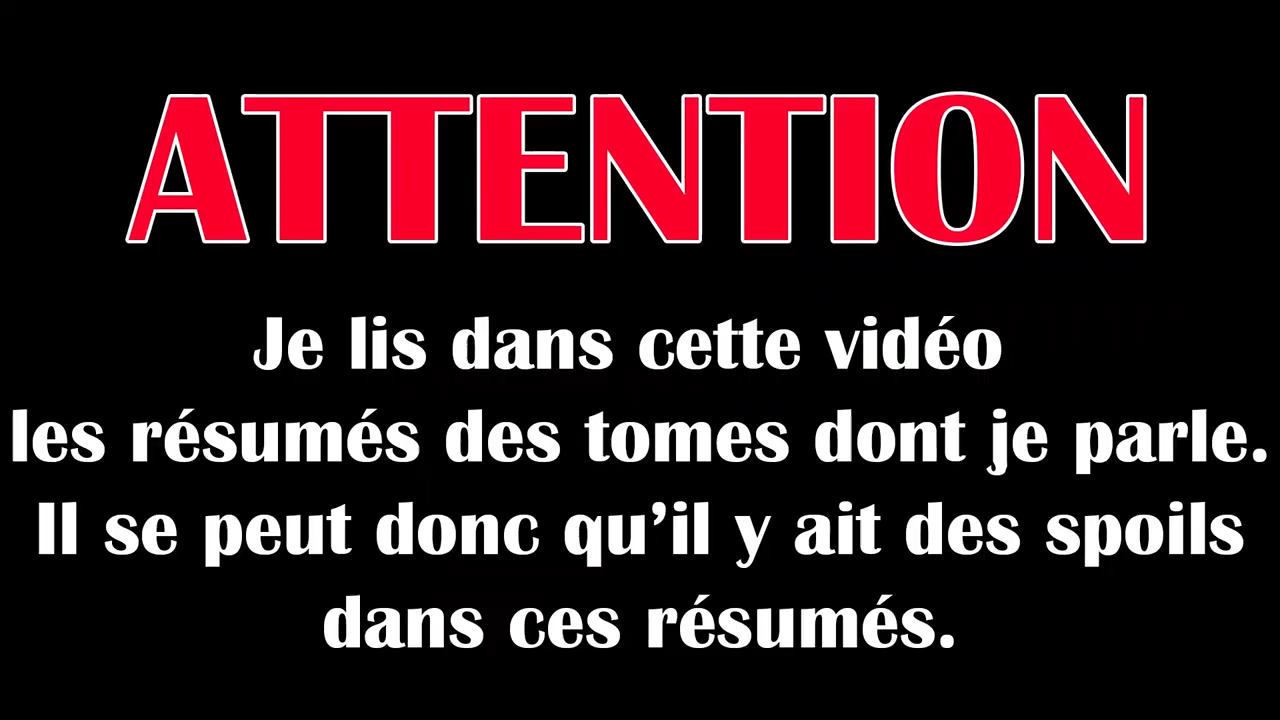 ATTENTION
Je lis dans cette vidéo
les résumés des tomes dont je parle.
Il se peut donc qu’il y ait des spoils
dans ces résumés.